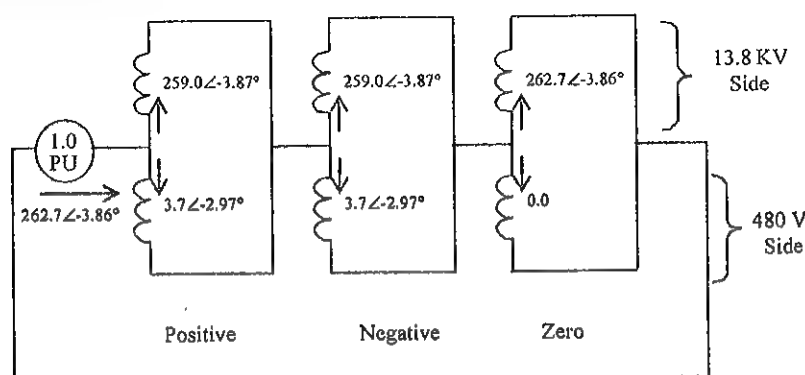 259.0∠-3.87°
259.0∠-3.87°
262.7∠-3.86°
13.8 KV
Side
1.0
PU
262.7∠-3.86°
3.7∠-2.97°
3.7∠-2.97°
0.0
480 V
Side
Positive
Negative
Zero